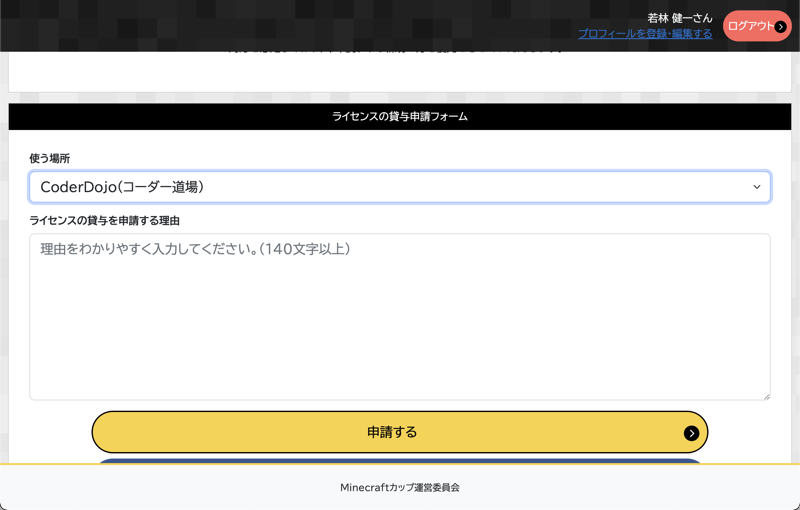 若林 健一さん
プロフィールを登録・編集する
ログアウト
ライセンスの貸与申請フォーム
使う場所
CoderDojo(コーダー道場)
ライセンスの貸与を申請する理由
理由をわかりやすく入力してください。(140文字以上)
申請する
Minecraftカップ運営委員会